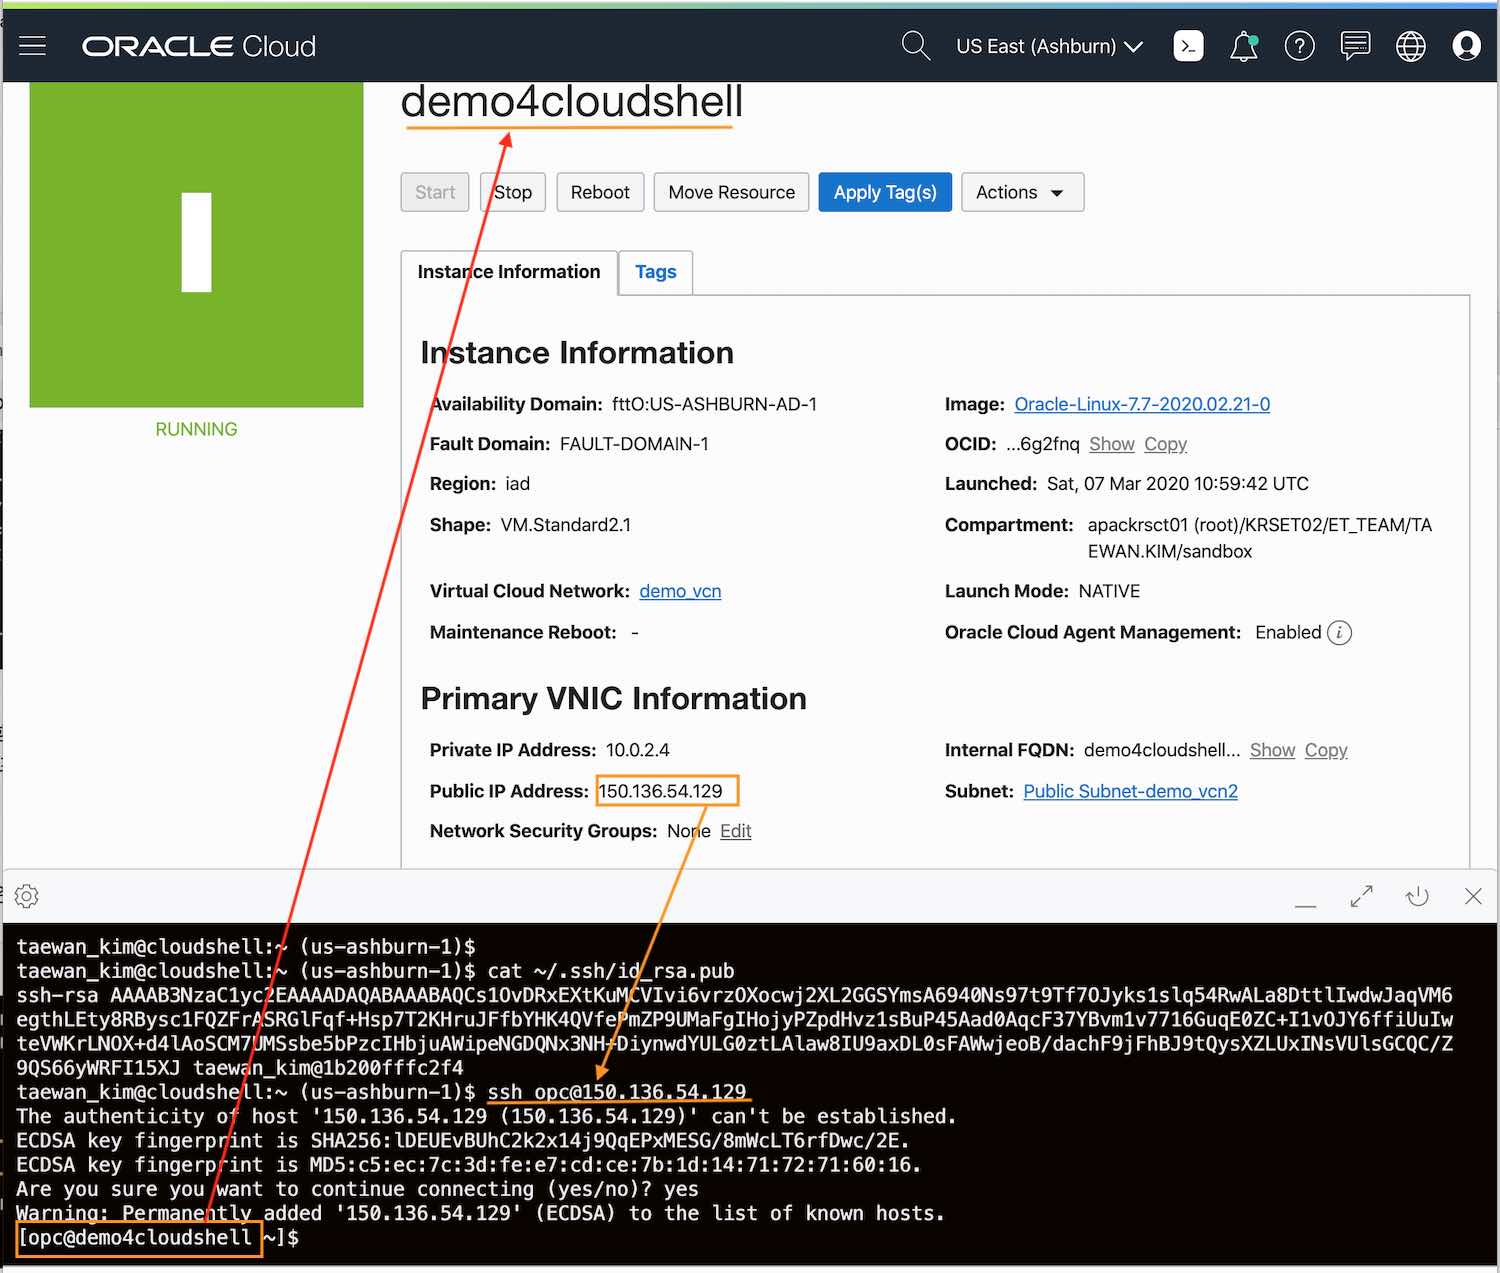 ORACLE Cloud
US East (Ashburn)
demo4cloudshell
Start Stop Reboot Move Resource Apply Tag(s) Actions
Instance Information Tags
Instance Information
Availability Domain: fttO:US-ASHBURN-AD-1
Image: Oracle-Linux-7.7-2020.02.21-0
Fault Domain: FAULT-DOMAIN-1
OCID: ...6g2fnq Show Copy
Region: iad
Launched: Sat, 07 Mar 2020 10:59:42 UTC
Shape: VM.Standard2.1
Compartment: apackrsct01 (root)/KRSET02/ET_TEAM/TA
EWAN.KIM/sandbox
Virtual Cloud Network: demo_vcn
Launch Mode: NATIVE
Maintenance Reboot: -
Oracle Cloud Agent Management: Enabled
RUNNING
Primary VNIC Information
Private IP Address: 10.0.2.4
Internal FQDN: demo4cloudshell... Show Copy
Public IP Address: 150.136.54.129
Subnet: Public Subnet-demo_vcn2
Network Security Groups: None Edit
taewan_kim@cloudshell:~ (us-ashburn-1)$
taewan_kim@cloudshell:~ (us-ashburn-1)$ cat ~/.ssh/id_rsa.pub
ssh-rsa AAAAB3NzaC1yc2EAAAADAQABAAABAQCs1OvDRxEXtKuMCVIvi6vrzOXocwj2XL2GGSYmsA6940Ns97t9Tf7OJyks1slq54RwALa8DttlIwdwJaqVM6
egthLEty8RBysc1FQZFrASRGlFqf+Hsp7T2KHruJFfbYHK4QVfePmZP9UMaFgIHojyPZpdHvz1sBuP45Aad0AqcF37YBvm1v7716GuqE0ZC+I1vOJY6ffiUuIw
teVWKrLNOX+d4lAoSCM7UMSsbe5bPzcIHbjuAWipeNGDQNx3NH+DiynwdYULG0ztLAlaw8IU9axDL0sFAWwjeoB/dachF9jFhBJ9tQysXZLUxINsVUlsGCQC/Z
9QS66yWRFI15XJ taewan_kim@1b200fffc2f4
taewan_kim@cloudshell:~ (us-ashburn-1)$ ssh opc@150.136.54.129
The authenticity of host '150.136.54.129 (150.136.54.129)' can't be established.
ECDSA key fingerprint is SHA256:lDEUEvBUhC2k2x14j9QqEPxMESG/8mWcLT6rfDwc/2E.
ECDSA key fingerprint is MD5:c5:ec:7c:3d:fe:e7:cd:ce:7b:1d:14:71:72:71:60:16.
Are you sure you want to continue connecting (yes/no)? yes
Warning: Permanently added '150.136.54.129' (ECDSA) to the list of known hosts.
[opc@demo4cloudshell ~]$